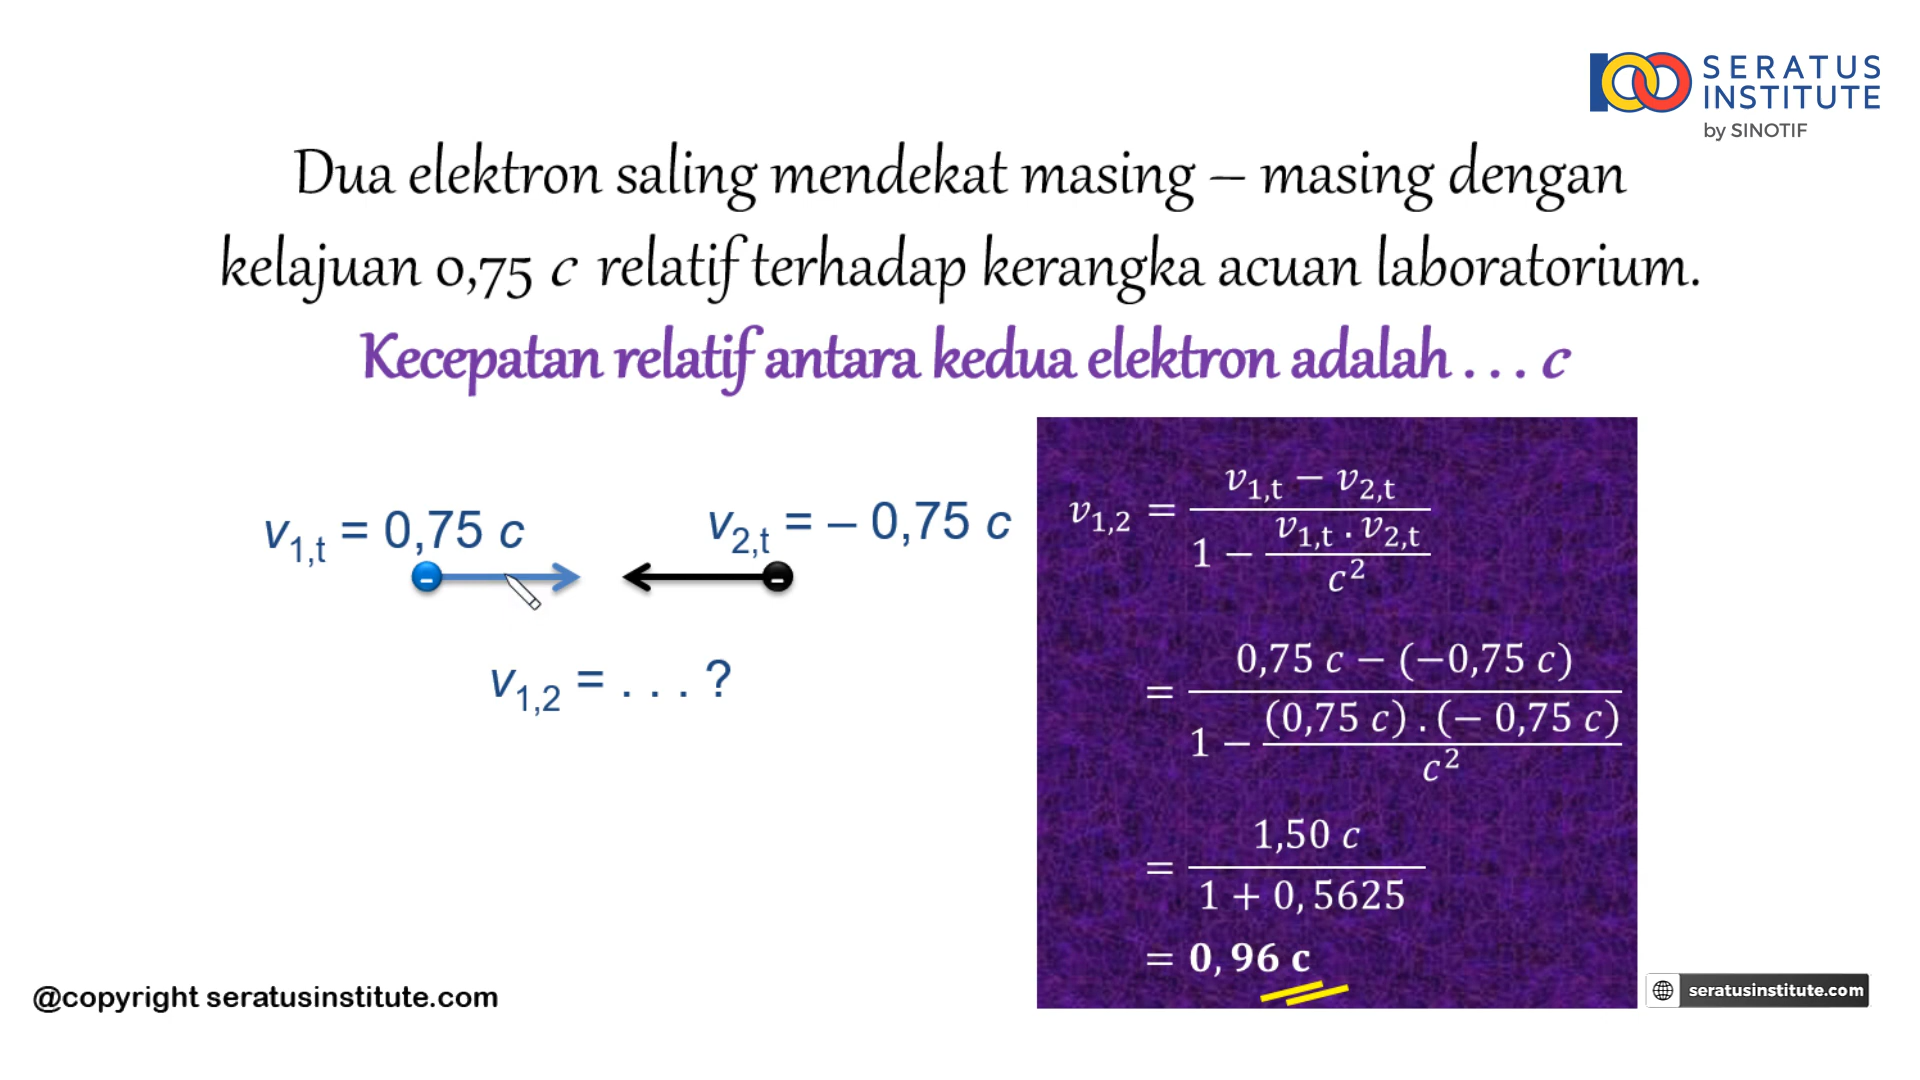 SERATUS
INSTITUTE
by SINOTIF
Dua elektron saling mendekat masing – masing dengan
kelajuan 0,75 c relatif terhadap kerangka acuan laboratorium.
Kecepatan relatif antara kedua elektron adalah . . . c
v1,t = 0,75 c
v2,t = – 0,75 c
v1,2 = . . . ?
v1,2 = (v1,t − v2,t) / (1 − (v1,t . v2,t) / c²)
= (0,75 c − (−0,75 c)) / (1 − ((0,75 c) . (− 0,75 c)) / c²)
= 1,50 c / (1 + 0,5625)
= 0,96 c
@copyright seratusinstitute.com
seratusinstitute.com